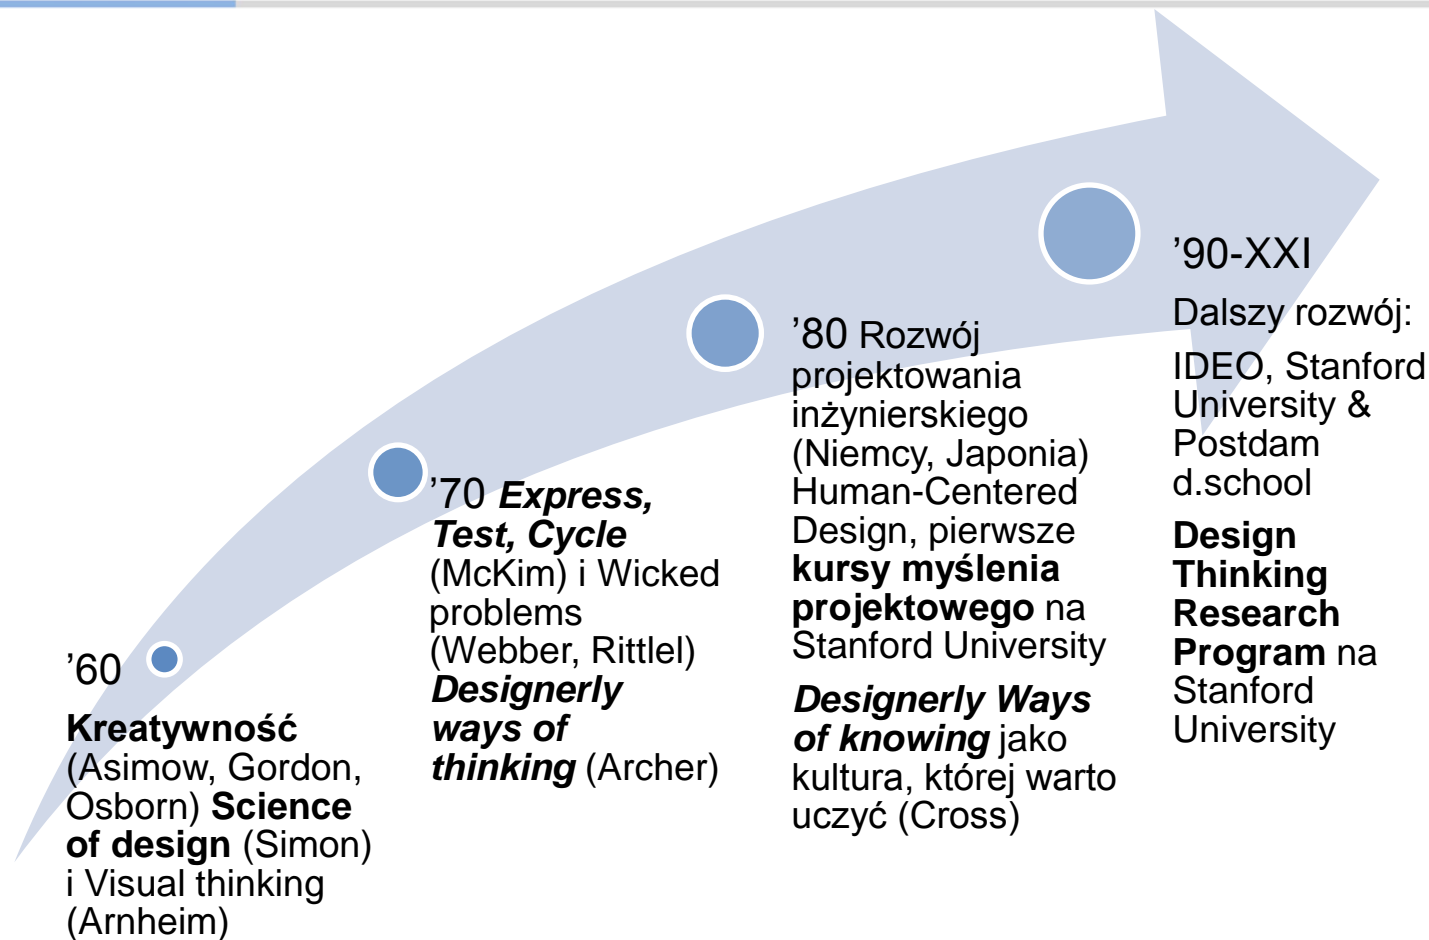 ’60
Kreatywność
(Asimow, Gordon,
Osborn) Science
of design (Simon)
i Visual thinking
(Arnheim)
’70 Express,
Test, Cycle
(McKim) i Wicked
problems
(Webber, Rittlel)
Designerly
ways of
thinking (Archer)
’80 Rozwój
projektowania
inżynierskiego
(Niemcy, Japonia)
Human-Centered
Design, pierwsze
kursy myślenia
projektowego na
Stanford University
Designerly Ways
of knowing jako
kultura, której warto
uczyć (Cross)
’90-XXI
Dalszy rozwój:
IDEO, Stanford
University &
Postdam
d.school
Design
Thinking
Research
Program na
Stanford
University